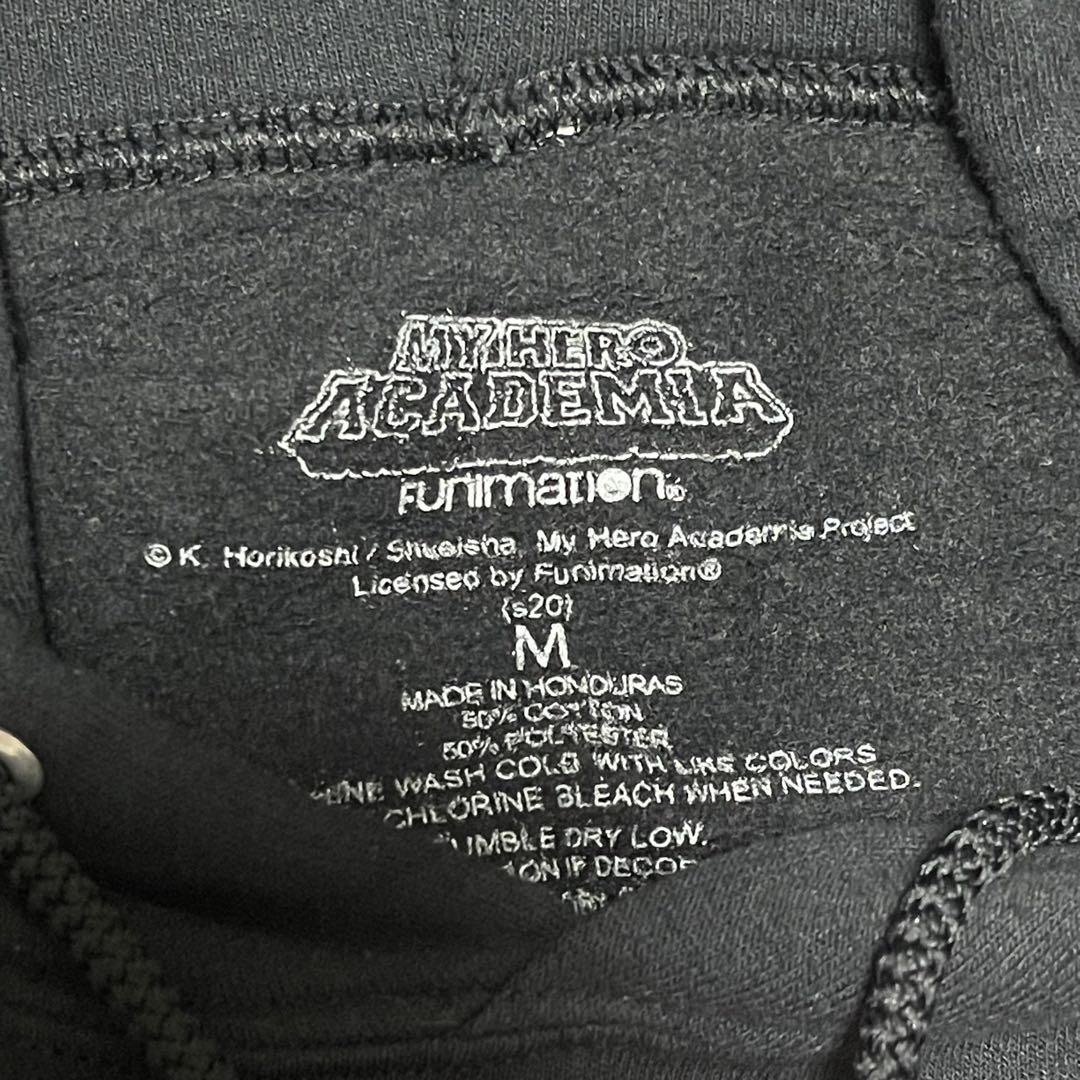 MY HERO
ACADEMIA
FUNIMATION®
© K. Horikoshi / Shueisha, My Hero Academia Project
Licensed by Funimation®
(s20)
M
MADE IN HONDURAS
50% COTTON
50% POLYESTER
WASH COLD WITH LIKE COLORS
CHLORINE BLEACH WHEN NEEDED.
DRY LOW.
IF